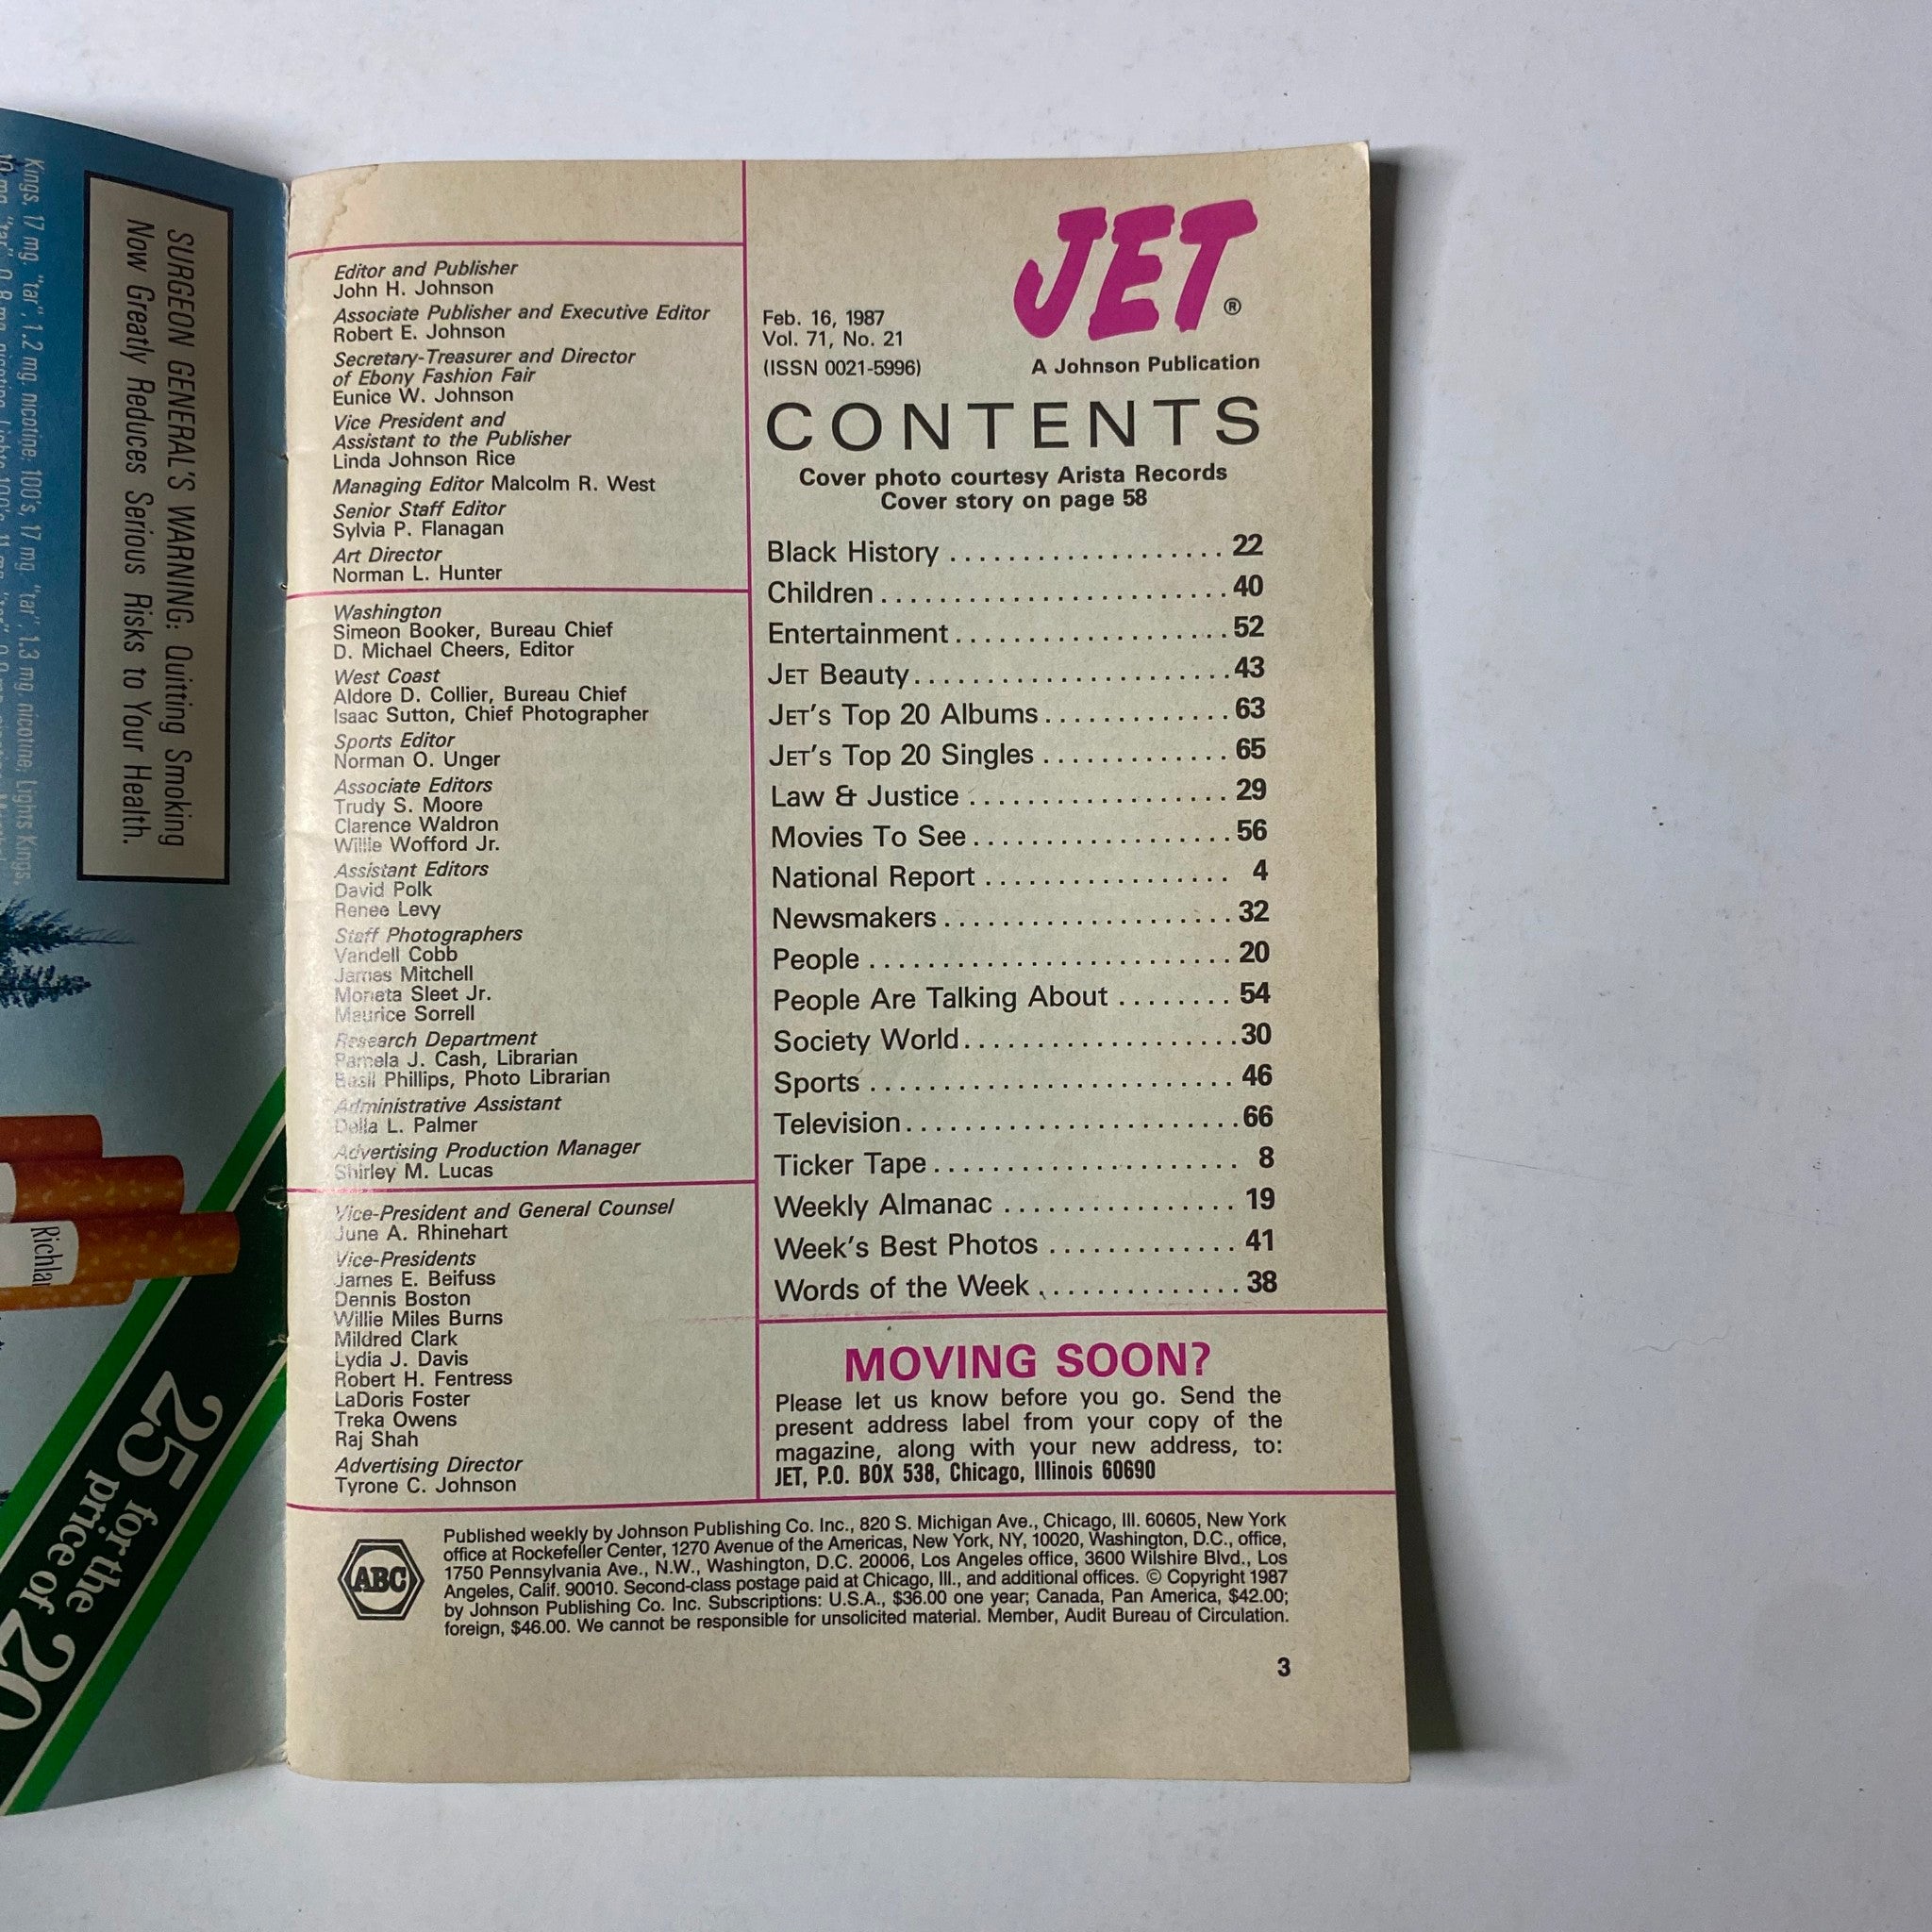 Kings, 17 mg. "tar", 1.2 mg. nicotine; 100's, 17 mg. "tar", 1.3 mg. nicotine; Lights Kings,
SURGEON GENERAL'S WARNING: Quitting Smoking
Now Greatly Reduces Serious Risks to Your Health.
25 for the
price of 20
Editor and Publisher
John H. Johnson
Associate Publisher and Executive Editor
Robert E. Johnson
Secretary-Treasurer and Director
of Ebony Fashion Fair
Eunice W. Johnson
Vice President and
Assistant to the Publisher
Linda Johnson Rice
Managing Editor Malcolm R. West
Senior Staff Editor
Sylvia P. Flanagan
Art Director
Norman L. Hunter
Washington
Simeon Booker, Bureau Chief
D. Michael Cheers, Editor
West Coast
Aldore D. Collier, Bureau Chief
Isaac Sutton, Chief Photographer
Sports Editor
Norman O. Unger
Associate Editors
Trudy S. Moore
Clarence Waldron
Willie Wofford Jr.
Assistant Editors
David Polk
Renee Levy
Staff Photographers
Vandell Cobb
James Mitchell
Moneta Sleet Jr.
Maurice Sorrell
Research Department
Pamela J. Cash, Librarian
Basil Phillips, Photo Librarian
Administrative Assistant
Della L. Palmer
Advertising Production Manager
Shirley M. Lucas
Vice-President and General Counsel
June A. Rhinehart
Vice-Presidents
James E. Beifuss
Dennis Boston
Willie Miles Burns
Mildred Clark
Lydia J. Davis
Robert H. Fentress
LaDoris Foster
Treka Owens
Raj Shah
Advertising Director
Tyrone C. Johnson
JET®
Feb. 16, 1987
Vol. 71, No. 21
(ISSN 0021-5996)
A Johnson Publication
CONTENTS
Cover photo courtesy Arista Records
Cover story on page 58
Black History . . . . . . . . . . . . . . . . . . . 22
Children . . . . . . . . . . . . . . . . . . . . . . . . 40
Entertainment . . . . . . . . . . . . . . . . . . . 52
JET Beauty . . . . . . . . . . . . . . . . . . . . . . 43
JET's Top 20 Albums . . . . . . . . . . . . . 63
JET's Top 20 Singles . . . . . . . . . . . . . 65
Law & Justice . . . . . . . . . . . . . . . . . . 29
Movies To See . . . . . . . . . . . . . . . . . . 56
National Report . . . . . . . . . . . . . . . . . 4
Newsmakers . . . . . . . . . . . . . . . . . . . . 32
People . . . . . . . . . . . . . . . . . . . . . . . . . 20
People Are Talking About . . . . . . . . 54
Society World . . . . . . . . . . . . . . . . . . . 30
Sports . . . . . . . . . . . . . . . . . . . . . . . . . 46
Television . . . . . . . . . . . . . . . . . . . . . . . 66
Ticker Tape . . . . . . . . . . . . . . . . . . . . . 8
Weekly Almanac . . . . . . . . . . . . . . . . 19
Week's Best Photos . . . . . . . . . . . . . 41
Words of the Week . . . . . . . . . . . . . . 38
MOVING SOON?
Please let us know before you go. Send the
present address label from your copy of the
magazine, along with your new address, to:
JET, P.O. BOX 538, Chicago, Illinois 60690
ABC
Published weekly by Johnson Publishing Co. Inc., 820 S. Michigan Ave., Chicago, Ill. 60605, New York
office at Rockefeller Center, 1270 Avenue of the Americas, New York, NY, 10020, Washington, D.C., office,
1750 Pennsylvania Ave., N.W., Washington, D.C. 20006, Los Angeles office, 3600 Wilshire Blvd., Los
Angeles, Calif. 90010. Second-class postage paid at Chicago, Ill., and additional offices. © Copyright 1987
by Johnson Publishing Co. Inc. Subscriptions: U.S.A., $36.00 one year; Canada, Pan America, $42.00;
foreign, $46.00. We cannot be responsible for unsolicited material. Member, Audit Bureau of Circulation.
3